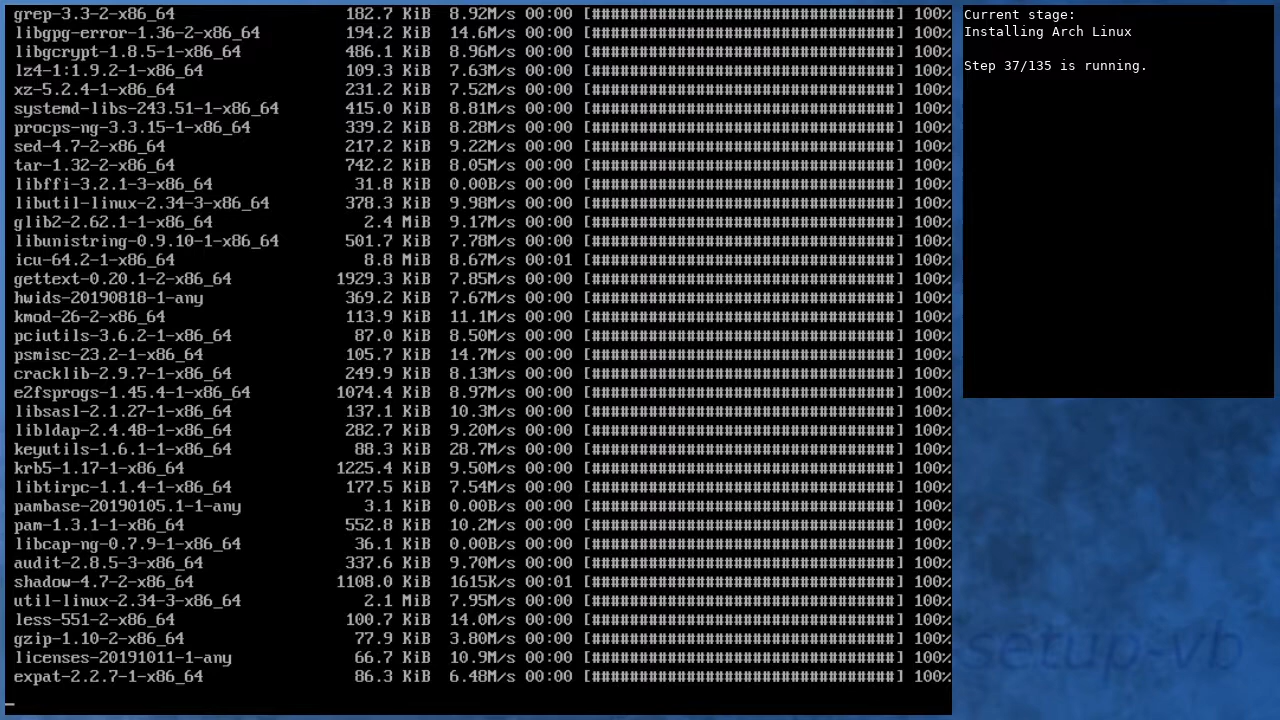 grep-3.3-2-x86_64 182.7 KiB 8.92M/s 00:00 [################################] 100%
libgpg-error-1.36-2-x86_64 194.2 KiB 14.6M/s 00:00 [################################] 100%
libgcrypt-1.8.5-1-x86_64 486.1 KiB 8.96M/s 00:00 [################################] 100%
lz4-1:1.9.2-1-x86_64 109.3 KiB 7.63M/s 00:00 [################################] 100%
xz-5.2.4-1-x86_64 231.2 KiB 7.52M/s 00:00 [################################] 100%
systemd-libs-243.51-1-x86_64 415.0 KiB 8.81M/s 00:00 [################################] 100%
procps-ng-3.3.15-1-x86_64 339.2 KiB 8.28M/s 00:00 [################################] 100%
sed-4.7-2-x86_64 217.2 KiB 9.22M/s 00:00 [################################] 100%
tar-1.32-2-x86_64 742.2 KiB 8.05M/s 00:00 [################################] 100%
libffi-3.2.1-3-x86_64 31.8 KiB 0.00B/s 00:00 [################################] 100%
libutil-linux-2.34-3-x86_64 378.3 KiB 9.98M/s 00:00 [################################] 100%
glib2-2.62.1-1-x86_64 2.4 MiB 9.17M/s 00:00 [################################] 100%
libunistring-0.9.10-1-x86_64 501.7 KiB 7.78M/s 00:00 [################################] 100%
icu-64.2-1-x86_64 8.8 MiB 8.67M/s 00:01 [################################] 100%
gettext-0.20.1-2-x86_64 1929.3 KiB 7.85M/s 00:00 [################################] 100%
hwids-20190818-1-any 369.2 KiB 7.67M/s 00:00 [################################] 100%
kmod-26-2-x86_64 113.9 KiB 11.1M/s 00:00 [################################] 100%
pciutils-3.6.2-1-x86_64 87.0 KiB 8.50M/s 00:00 [################################] 100%
psmisc-23.2-1-x86_64 105.7 KiB 14.7M/s 00:00 [################################] 100%
cracklib-2.9.7-1-x86_64 249.9 KiB 8.13M/s 00:00 [################################] 100%
e2fsprogs-1.45.4-1-x86_64 1074.4 KiB 8.97M/s 00:00 [################################] 100%
libsasl-2.1.27-1-x86_64 137.1 KiB 10.3M/s 00:00 [################################] 100%
libldap-2.4.48-1-x86_64 282.7 KiB 9.20M/s 00:00 [################################] 100%
keyutils-1.6.1-1-x86_64 88.3 KiB 28.7M/s 00:00 [################################] 100%
krb5-1.17-1-x86_64 1225.4 KiB 9.50M/s 00:00 [################################] 100%
libtirpc-1.1.4-1-x86_64 177.5 KiB 7.54M/s 00:00 [################################] 100%
pambase-20190105.1-1-any 3.1 KiB 0.00B/s 00:00 [################################] 100%
pam-1.3.1-1-x86_64 552.8 KiB 10.2M/s 00:00 [################################] 100%
libcap-ng-0.7.9-1-x86_64 36.1 KiB 0.00B/s 00:00 [################################] 100%
audit-2.8.5-3-x86_64 337.6 KiB 9.70M/s 00:00 [################################] 100%
shadow-4.7-2-x86_64 1108.0 KiB 1615K/s 00:01 [################################] 100%
util-linux-2.34-3-x86_64 2.1 MiB 7.95M/s 00:00 [################################] 100%
less-551-2-x86_64 100.7 KiB 14.0M/s 00:00 [################################] 100%
gzip-1.10-2-x86_64 77.9 KiB 3.80M/s 00:00 [################################] 100%
licenses-20191011-1-any 66.7 KiB 10.9M/s 00:00 [################################] 100%
expat-2.2.7-1-x86_64 86.3 KiB 6.48M/s 00:00 [################################] 100%
Current stage:
Installing Arch Linux
Step 37/135 is running.
setup-vb